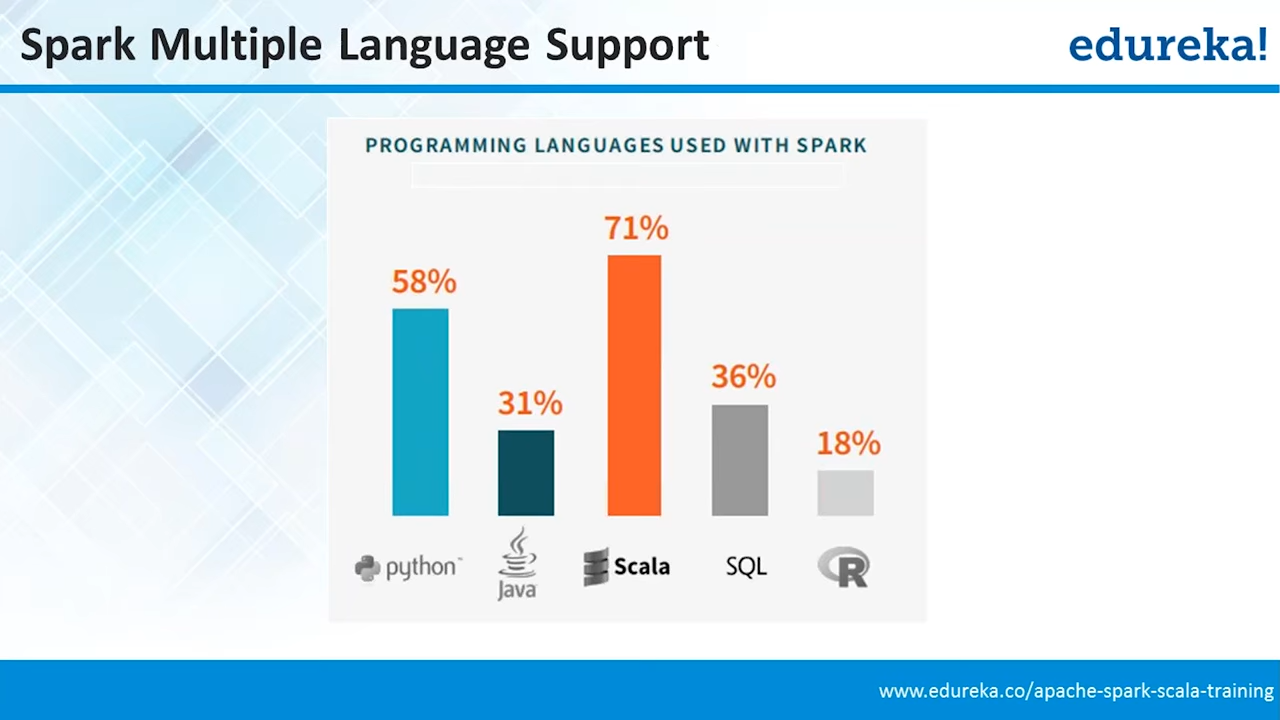 Spark Multiple Language Support
edureka!
PROGRAMMING LANGUAGES USED WITH SPARK
71%
58%
36%
31%
18%
python™
Java
Scala
SQL
R
www.edureka.co/apache-spark-scala-training